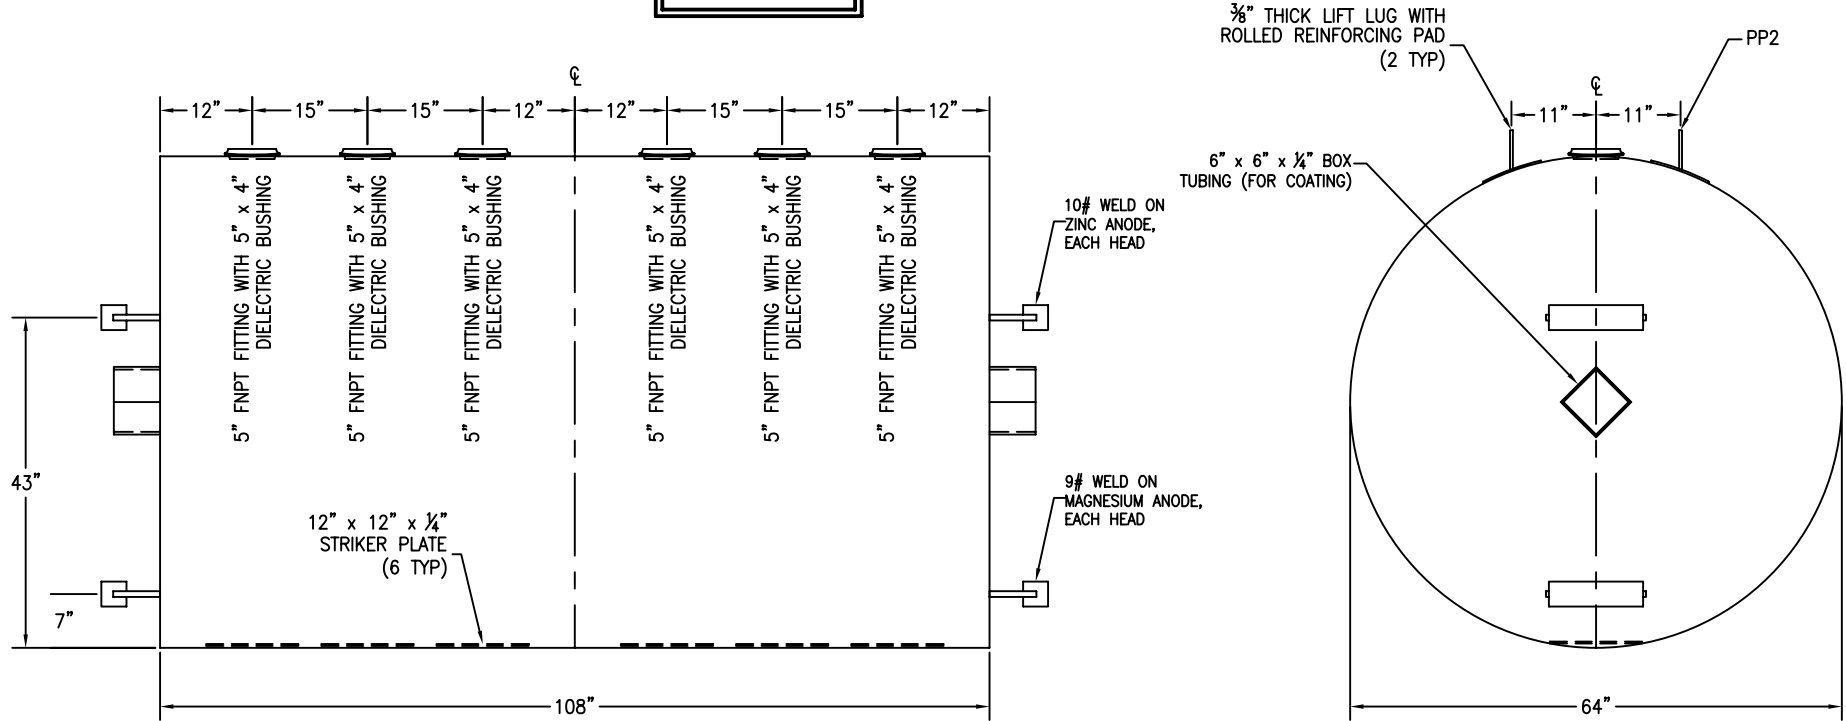 ¾" THICK LIFT LUG WITH
ROLLED REINFORCING PAD
(2 TYP)
PP2
℄
12"
15"
15"
12"
12"
15"
15"
12"
℄
11"
11"
6" x 6" x ¼" BOX
TUBING (FOR COATING)
5" FNPT FITTING WITH 5" x 4"
DIELECTRIC BUSHING
5" FNPT FITTING WITH 5" x 4"
DIELECTRIC BUSHING
5" FNPT FITTING WITH 5" x 4"
DIELECTRIC BUSHING
5" FNPT FITTING WITH 5" x 4"
DIELECTRIC BUSHING
5" FNPT FITTING WITH 5" x 4"
DIELECTRIC BUSHING
5" FNPT FITTING WITH 5" x 4"
DIELECTRIC BUSHING
10# WELD ON
ZINC ANODE,
EACH HEAD
43"
9# WELD ON
MAGNESIUM ANODE,
EACH HEAD
12" x 12" x ¼"
STRIKER PLATE
(6 TYP)
7"
108"
64"